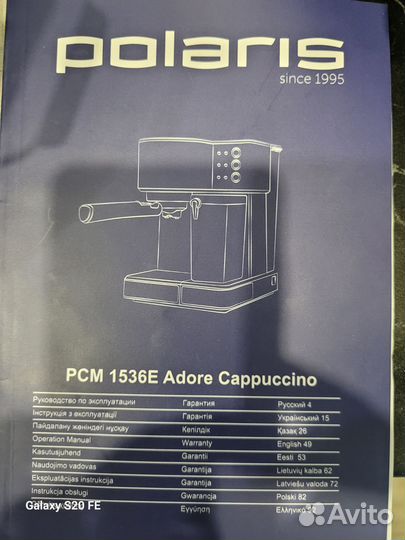 polaris
since 1995
PCM 1536E Adore Cappuccino
Руководство по эксплуатации Гарантия Русский 4
Інструкція з експлуатації Гарантія Український 15
Пайдалану жөніндегі нұсқау Кепілдік Қазақ 26
Operation Manual Warranty English 49
Kasutusjuhend Garantii Eesti 53
Naudojimo vadovas Garantija Lietuvių kalba 62
Ekspluatācijas instrukcija Garantija Latviešu valoda 72
Instrukcja obsługi Gwarancja Polski 82
Εγγύηση Ελληνικά
Galaxy S20 FE
Avito